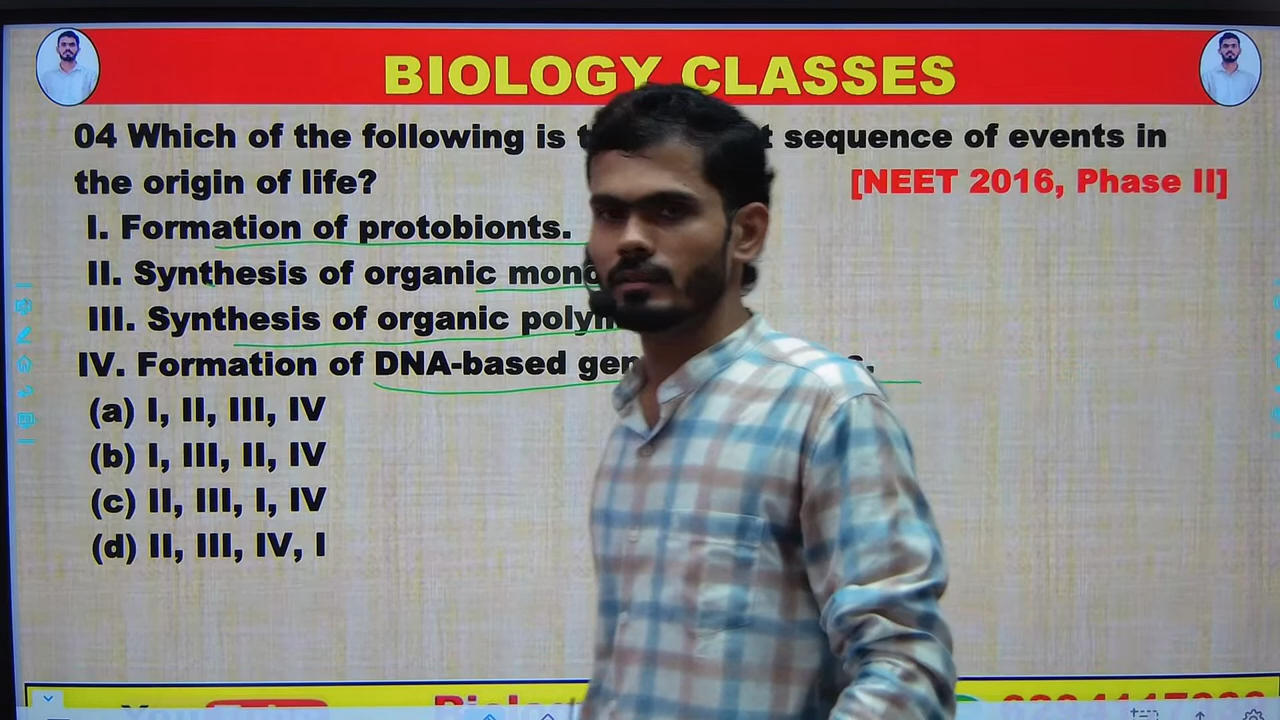 BIOLOGY CLASSES
04 Which of the following is sequence of events in
the origin of life? [NEET 2016, Phase II]
I. Formation of protobionts.
II. Synthesis of organic
III. Synthesis of organic
IV. Formation of DNA-based
(a) I, II, III, IV
(b) I, III, II, IV
(c) II, III, I, IV
(d) II, III, IV, I